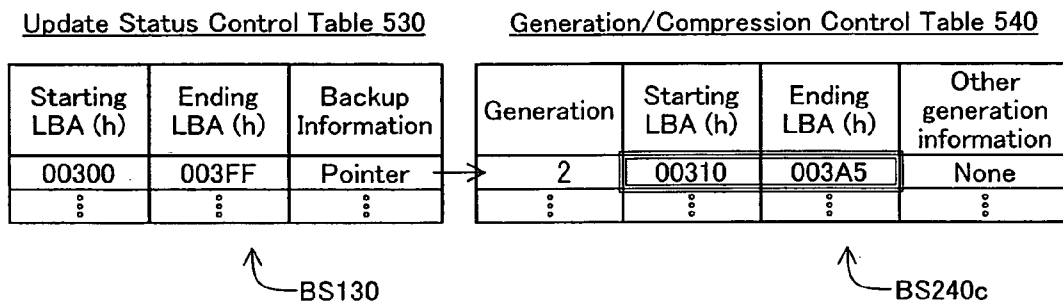 Update Status Control Table 530
Generation/Compression Control Table 540
Starting LBA (h)
Ending LBA (h)
Backup Information
Generation
Starting LBA (h)
Ending LBA (h)
Other generation information
00300 003FF Pointer
2 00310 003A5 None
BS130
BS240c